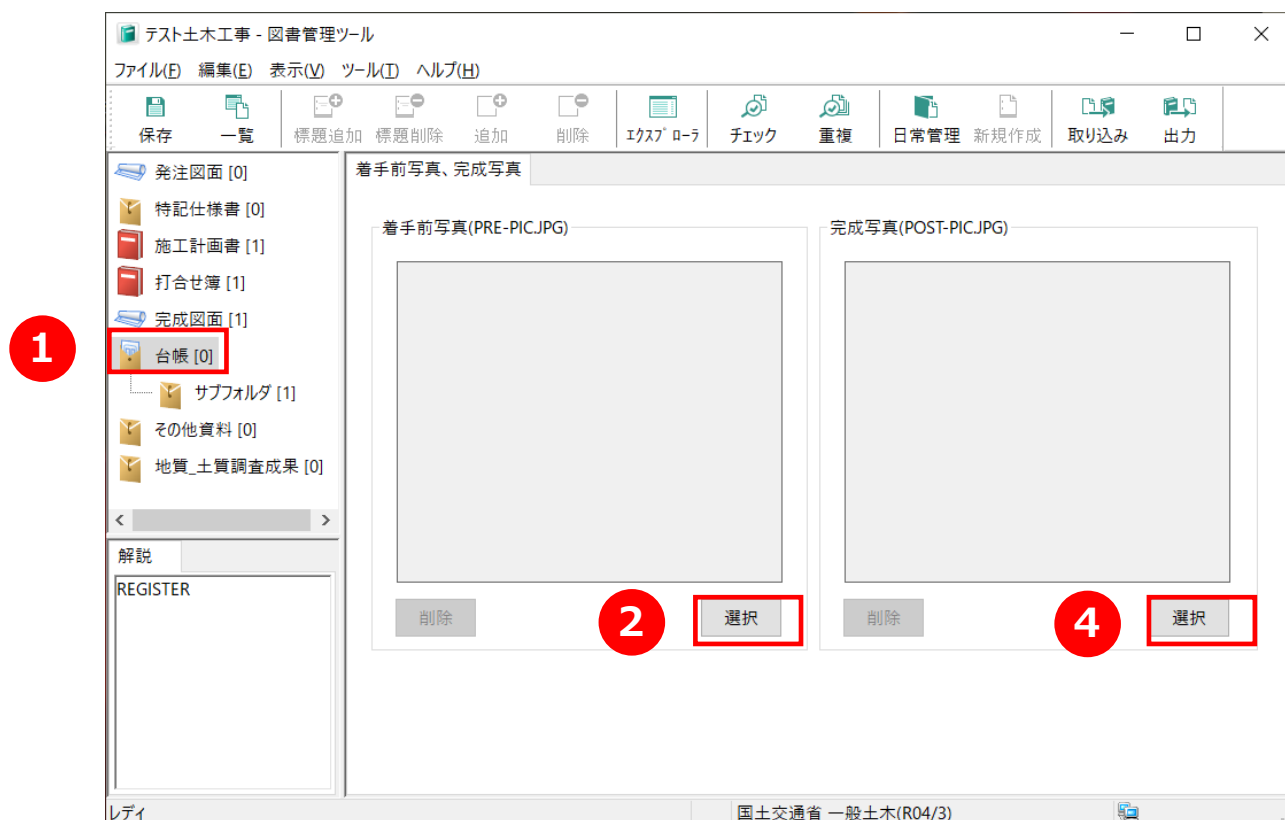 テスト土木工事 - 図書管理ツール
ファイル(F) 編集(E) 表示(V) ツール(T) ヘルプ(H)
保存 一覧 標題追加 標題削除 追加 削除 エクスプローラ チェック 重複 日常管理 新規作成 取り込み 出力
発注図面 [0]
特記仕様書 [0]
施工計画書 [1]
打合せ簿 [1]
完成図面 [1]
1
台帳 [0]
サブフォルダ [1]
その他資料 [0]
地質_土質調査成果 [0]
解説
REGISTER
着手前写真、完成写真
着手前写真(PRE-PIC.JPG)
削除
2
選択
完成写真(POST-PIC.JPG)
削除
4
選択
レディ
国土交通省 一般土木(R04/3)